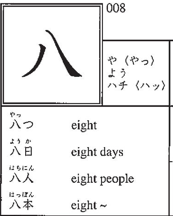 八
008
や〈やっ〉
よう
ハチ〈ハッ〉
やっ
八つ eight
ようか
八日 eight days
はちにん
八人 eight people
はっぽん
八本 eight ~